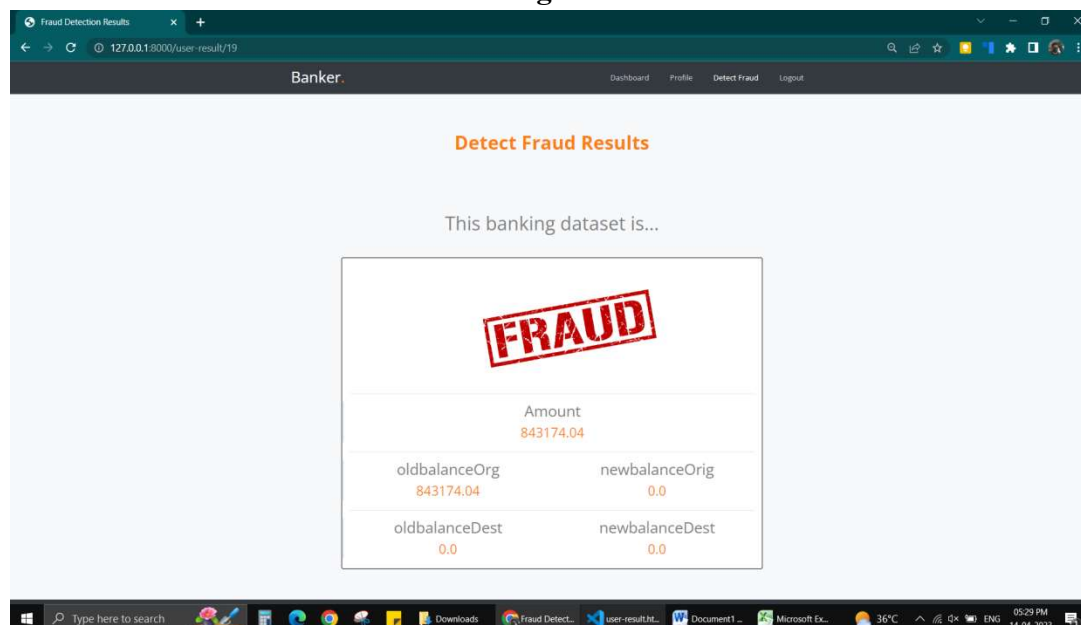 Fraud Detection Results
127.0.0.1:8000/user-result/19
Banker.
Dashboard Profile Detect Fraud Logout
Detect Fraud Results
This banking dataset is...
FRAUD
Amount
843174.04
oldbalanceOrg newbalanceOrig
843174.04 0.0
oldbalanceDest newbalanceDest
0.0 0.0
Type here to search Downloads Fraud Detect... user-result.ht... Document1 ... Microsoft Ex... 36°C ENG 05:29 PM
14-04-2023